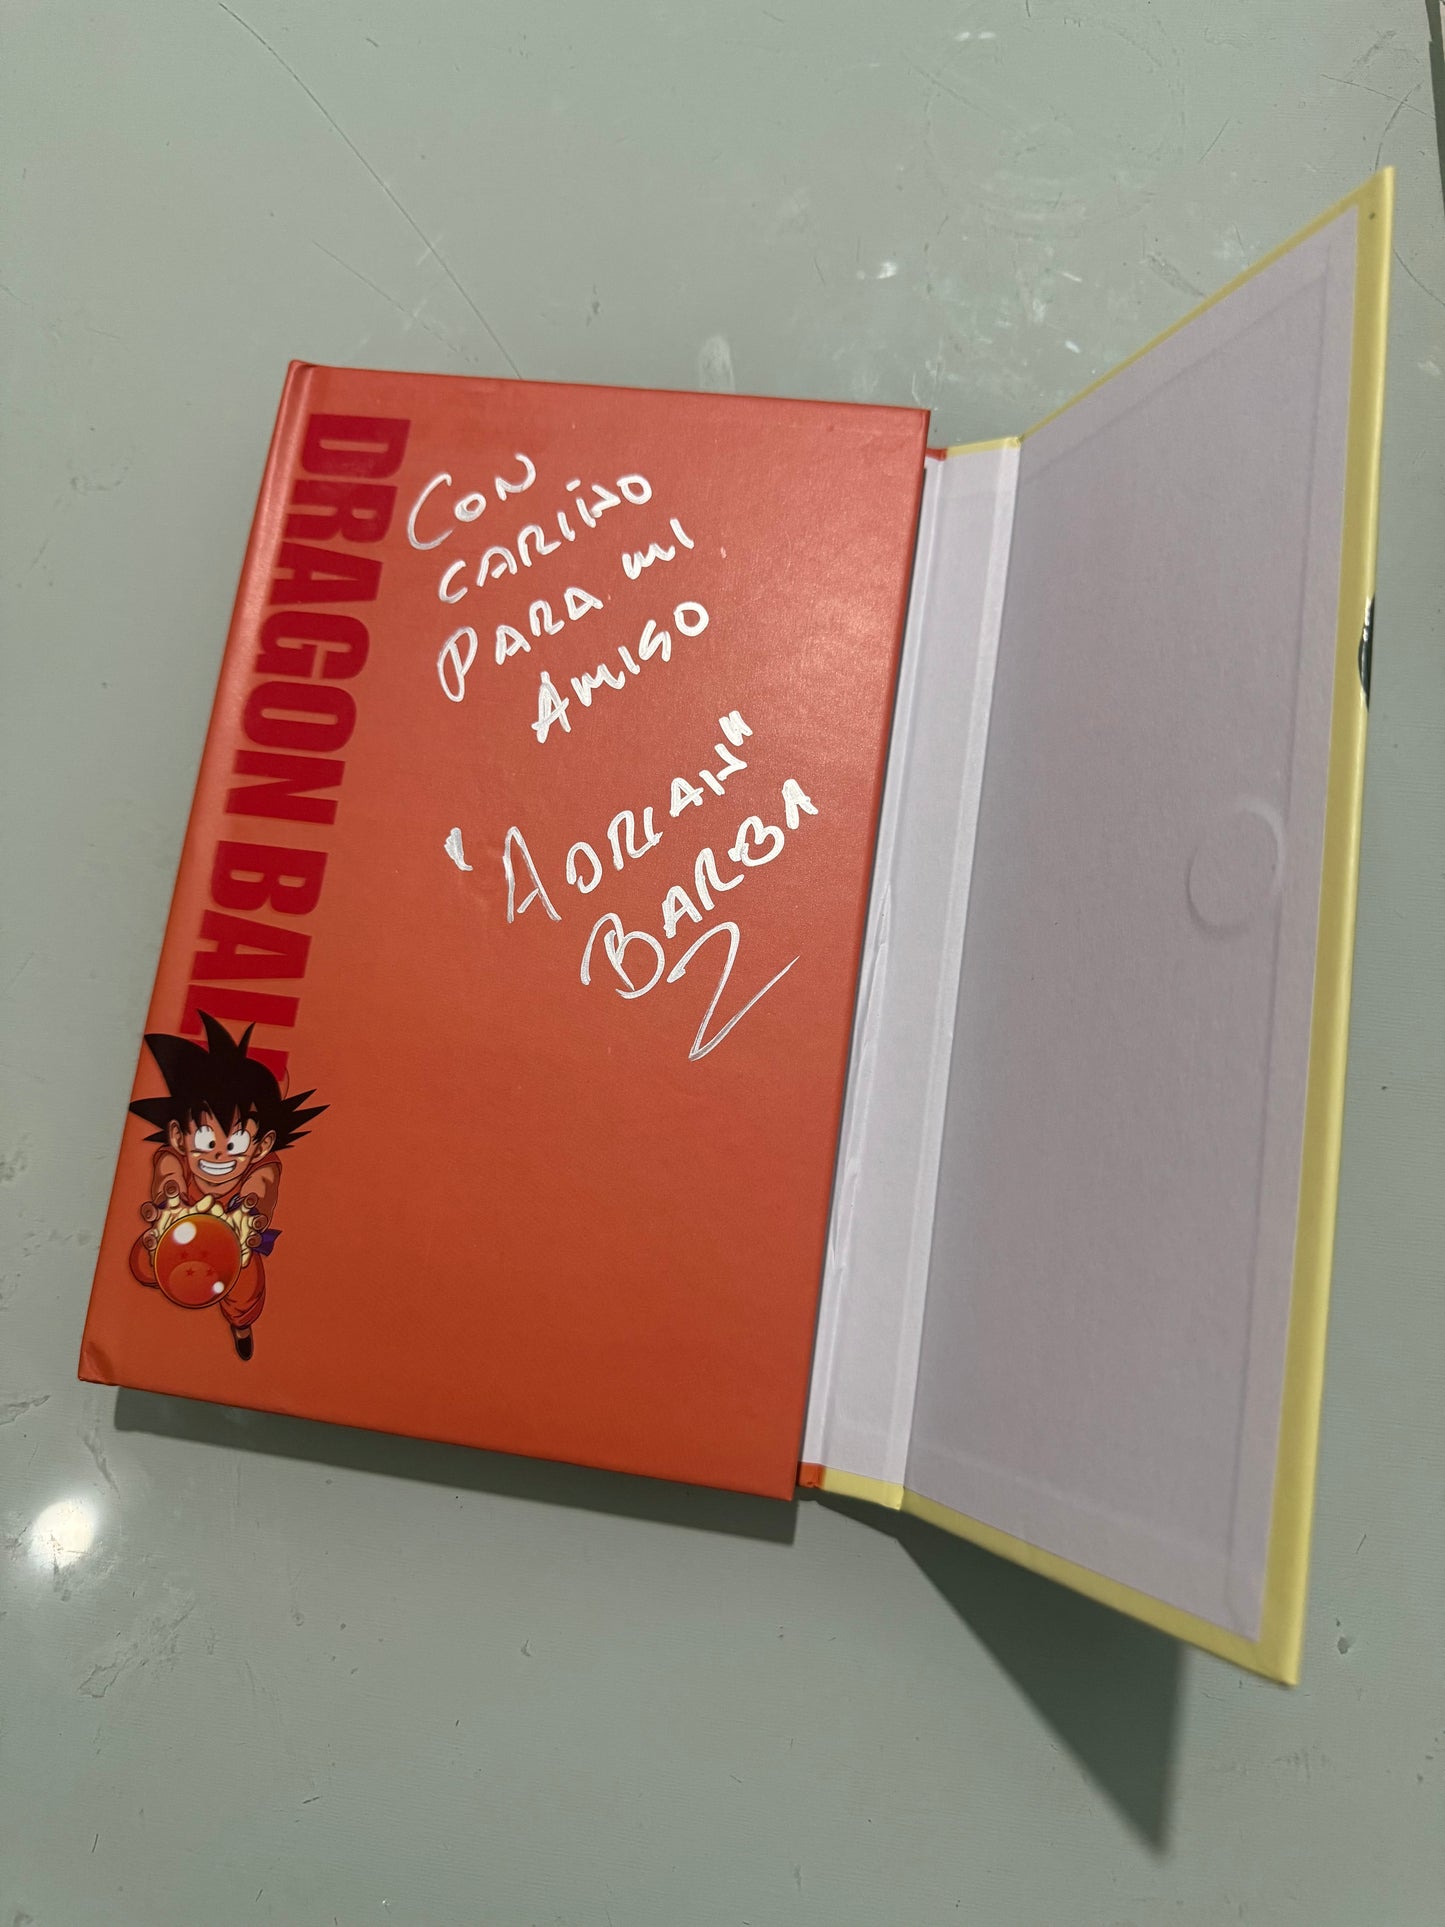 DRAGON BALL
CON
CARIÑO
PARA MI
AMIGO
"ADRIAN"
BARBA